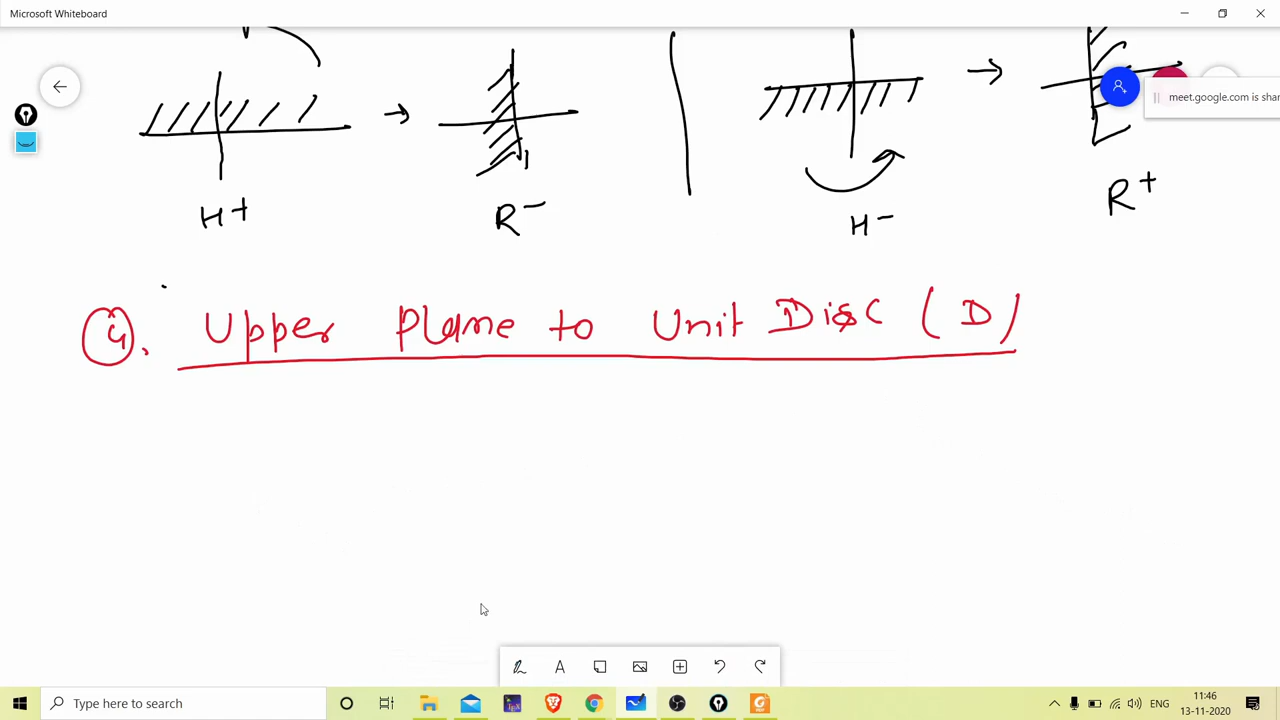 Microsoft Whiteboard
meet.google.com is shar
H+
R-
H-
R+
4. Upper Plane to Unit Disc (D)
Type here to search
ENG
11:46
13-11-2020